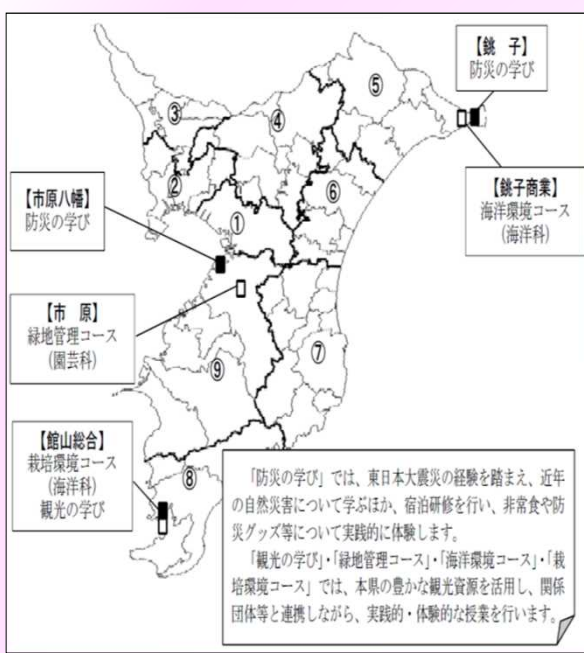 【銚　子】
防災の学び
⑤
③
④
【銚子商業】
海洋環境コース
(海洋科)
②
⑥
【市原八幡】
防災の学び
①
【市　原】
緑地管理コース
(園芸科)
⑦
⑨
【館山総合】
栽培環境コース
(海洋科)
観光の学び
⑧
「防災の学び」では、東日本大震災の経験を踏まえ、近年
の自然災害について学ぶほか、宿泊研修を行い、非常食や防
災グッズ等について実践的に体験します。
「観光の学び」・「緑地管理コース」・「海洋環境コース」・「栽
培環境コース」では、本県の豊かな観光資源を活用し、関係
団体等と連携しながら、実践的・体験的な授業を行います。